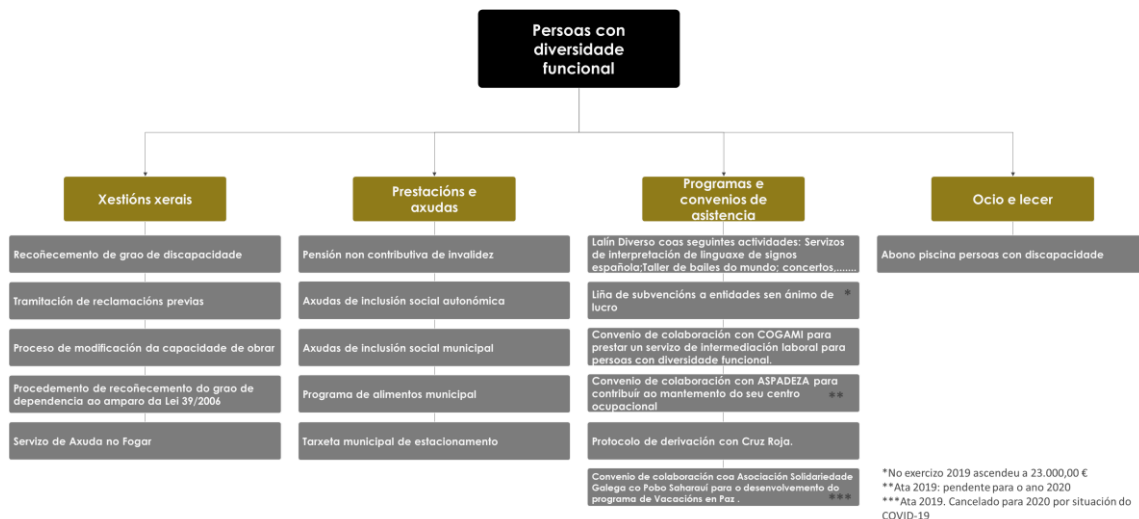 Persoas con
diversidade
funcional
Xestións xerais
Recoñecemento de grao de discapacidade
Tramitación de reclamacións previas
Proceso de modificación da capacidade de obrar
Procedemento de recoñecemento do grao de
dependencia ao amparo da Lei 39/2006
Servizo de Axuda no Fogar
Prestacións e
axudas
Pensión non contributiva de invalidez
Axudas de inclusión social autonómica
Axudas de inclusión social municipal
Programa de alimentos municipal
Tarxeta municipal de estacionamento
Programas e
convenios de
asistencia
Lalín Diverso coas seguintes actividades: Servizos
de interpretación de linguaxe de signos
española;Taller de bailes do mundo; concertos,.......
Liña de subvencións a entidades sen ánimo de *
lucro
Convenio de colaboración con COGAMI para
prestar un servizo de intermediación laboral para
persoas con diversidade funcional.
Convenio de colaboración con ASPADEZA para
contribuír ao mantemento do seu centro
ocupacional **
Protocolo de derivación con Cruz Roja.
Convenio de colaboración coa Asociación Solidariedade
Galega co Pobo Saharauí para o desenvolvemento do
programa de Vacacións en Paz . ***
Ocio e lecer
Abono piscina persoas con discapacidade
*No exercizo 2019 ascendeu a 23.000,00 €
**Ata 2019: pendente para o ano 2020
***Ata 2019. Cancelado para 2020 por situación do
COVID-19